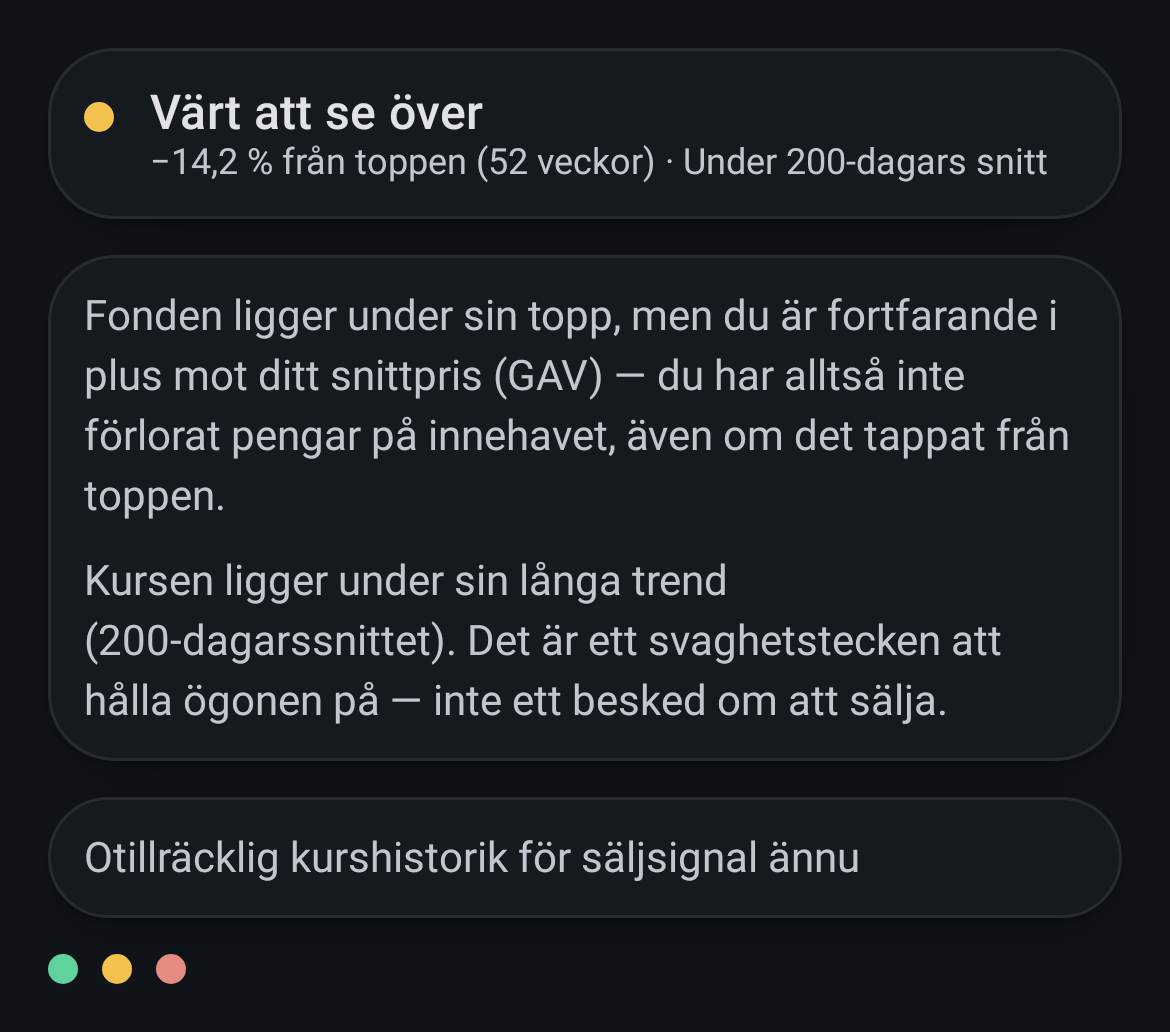 Värt att se över
−14,2 % från toppen (52 veckor) · Under 200-dagars snitt
Fonden ligger under sin topp, men du är fortfarande i
plus mot ditt snittpris (GAV) — du har alltså inte
förlorat pengar på innehavet, även om det tappat från
toppen.
Kursen ligger under sin långa trend
(200-dagarssnittet). Det är ett svaghetstecken att
hålla ögonen på — inte ett besked om att sälja.
Otillräcklig kurshistorik för säljsignal ännu